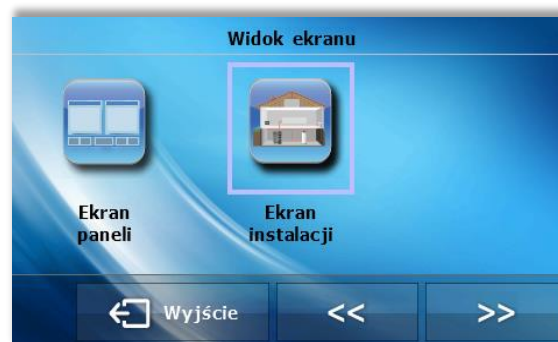 Widok ekranu
Ekran
paneli
Ekran
instalacji
Wyjście
<<
>>